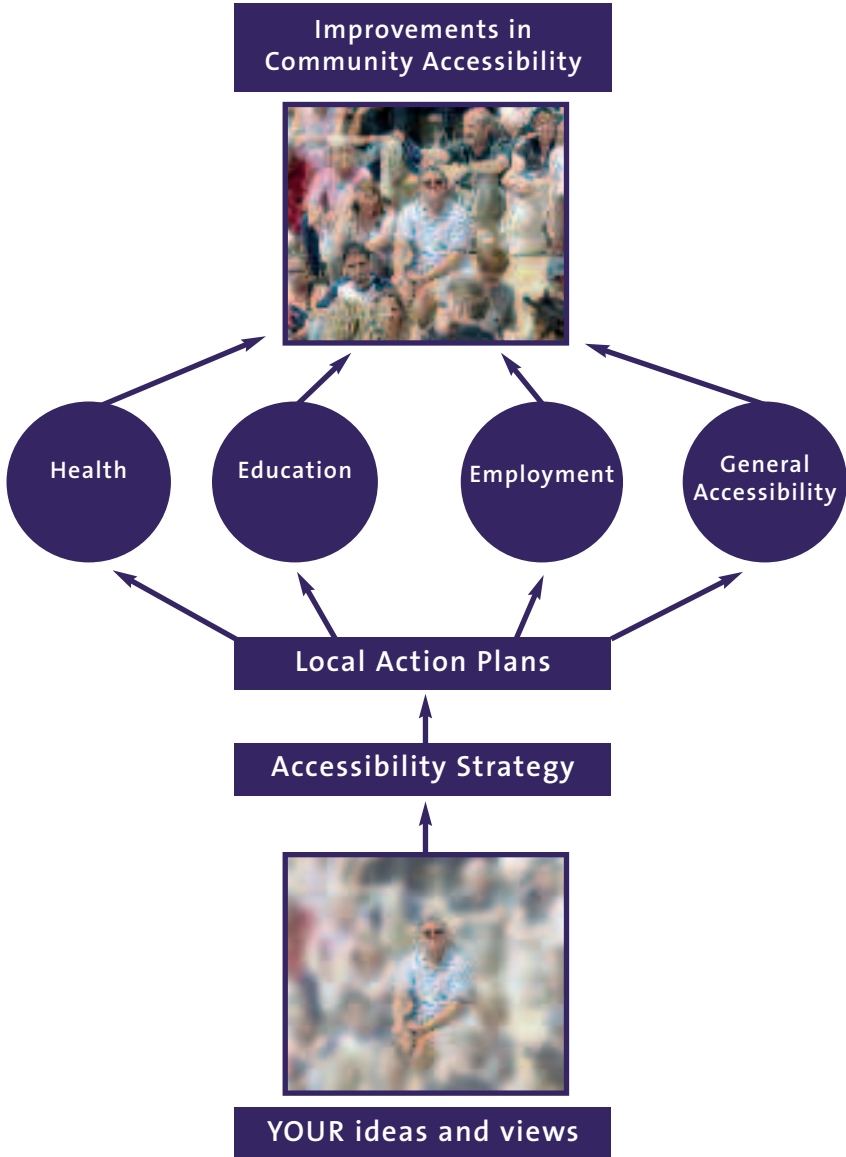 Improvements in
Community Accessibility
Health
Education
Employment
General
Accessibility
Local Action Plans
Accessibility Strategy
YOUR ideas and views